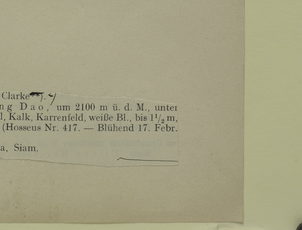 Clarke
ng Dao, um 2100 m ü. d. M., unter
l, Kalk, Karrenfeld, weiße Bl., bis 1½ m,
(Hosseus Nr. 417. — Blühend 17. Febr.
a, Siam.